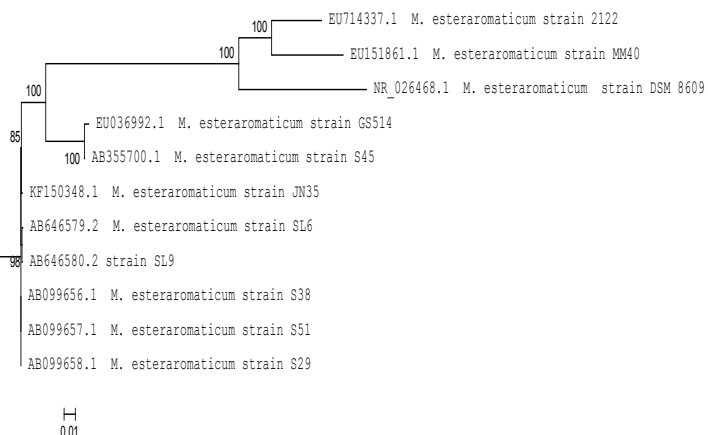 EU714337.1 M. esteraromaticum strain 2122
100
EU151861.1 M. esteraromaticum strain MM40
100
NR_026468.1 M. esteraromaticum strain DSM 8609
100
EU036992.1 M. esteraromaticum strain GS514
85
100 AB355700.1 M. esteraromaticum strain S45
KF150348.1 M. esteraromaticum strain JN35
AB646579.2 M. esteraromaticum strain SL6
98 AB646580.2 strain SL9
AB099656.1 M. esteraromaticum strain S38
AB099657.1 M. esteraromaticum strain S51
AB099658.1 M. esteraromaticum strain S29
0.01